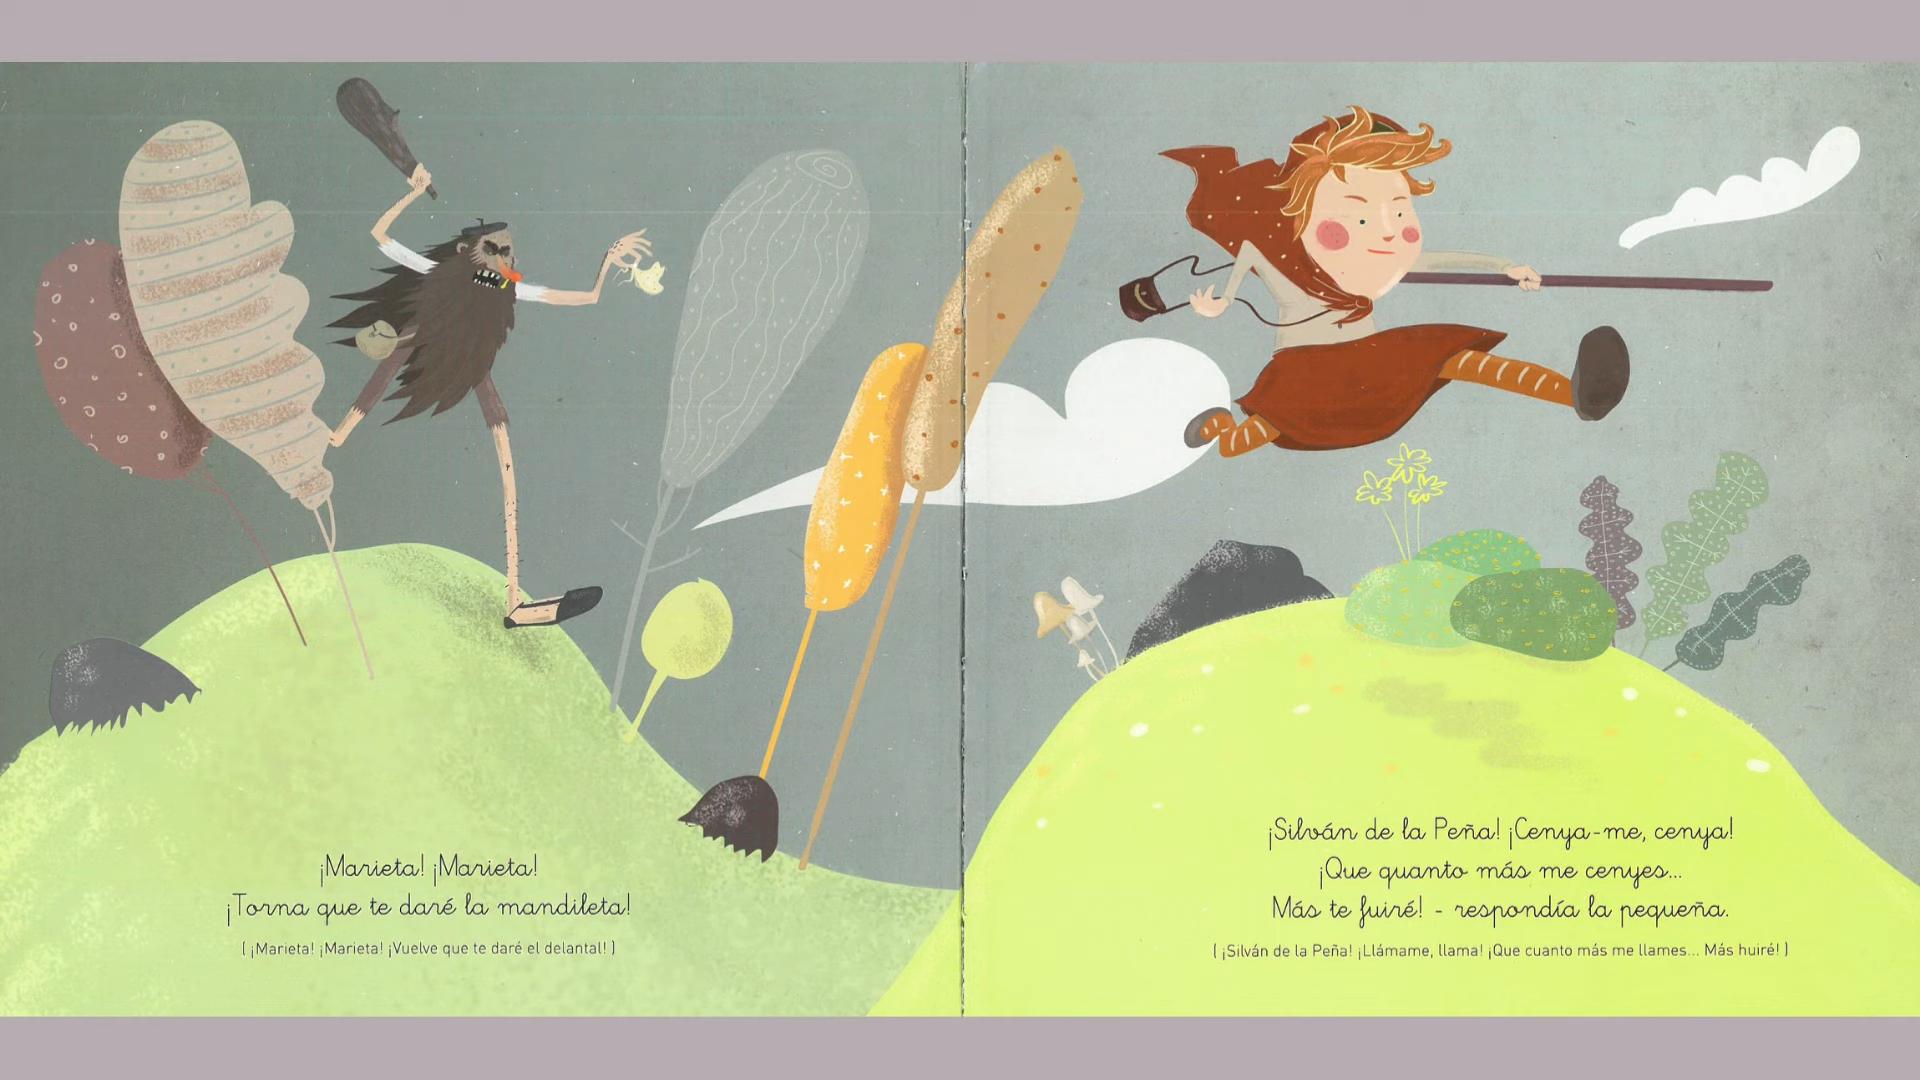 ¡Marieta! ¡Marieta!
¡Torna que te daré la mandileta!
( ¡Marieta! ¡Marieta! ¡Vuelve que te daré el delantal! )
¡Silván de la Peña! ¡Cenya-me, cenya!
¡Que quanto más me cenyes...
Más te fuiré! - respondía la pequeña.
( ¡Silván de la Peña! ¡Llámame, llama! ¡Que cuanto más me llames... Más huiré! )